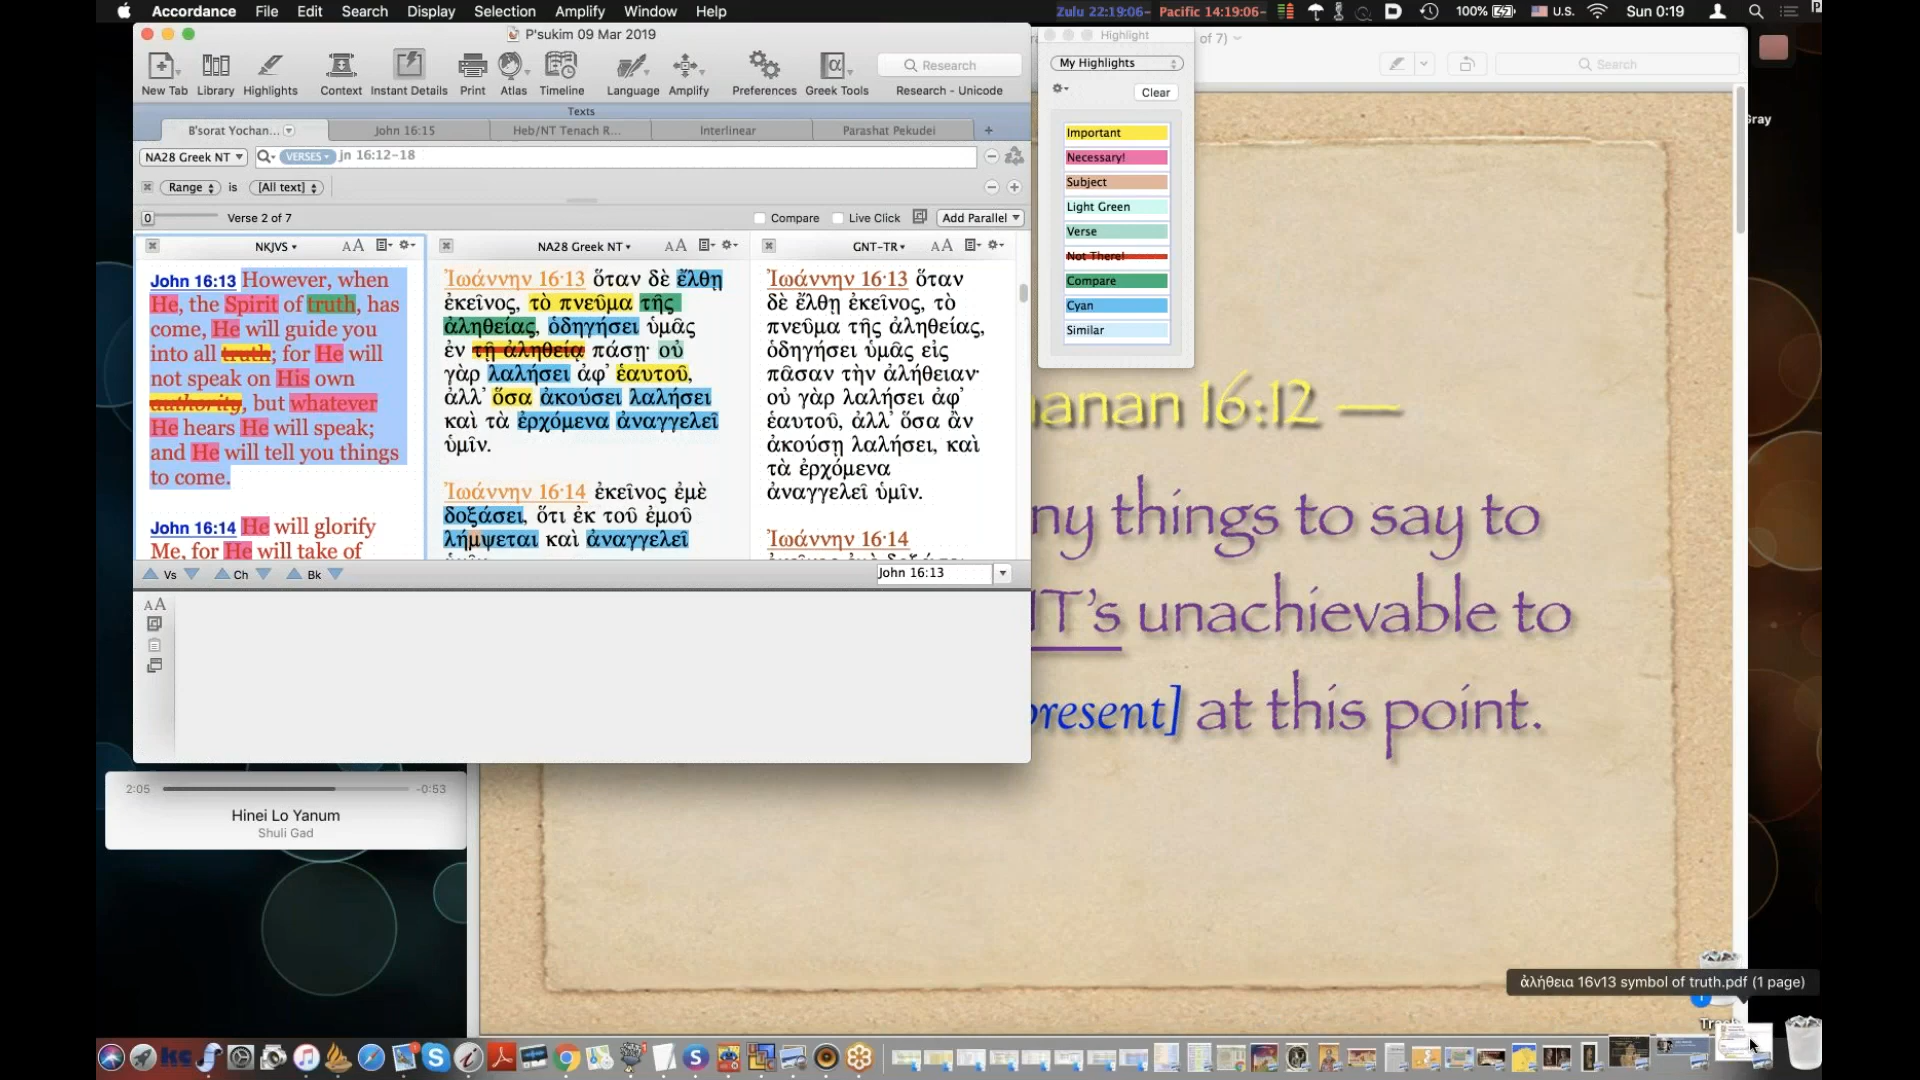 Accordance File Edit Search Display Selection Amplify Window Help
Zulu 22:19:06- Pacific 14:19:06- 100% U.S. Sun 0:19
P'sukim 09 Mar 2019
New Tab Library Highlights Context Instant Details Print Atlas Timeline Language Amplify Preferences Greek Tools
Research
Research - Unicode
Texts
B'sorat Yochan... John 16:15 Heb/NT Tenach R... Interlinear Parashat Pekudei
NA28 Greek NT VERSES jn 16:12-18
Range is [All text]
0 Verse 2 of 7 Compare Live Click Add Parallel
NKJVS
John 16:13 However, when
He, the Spirit of truth, has
come, He will guide you
into all truth; for He will
not speak on His own
authority, but whatever
He hears He will speak;
and He will tell you things
to come.
John 16:14 He will glorify
Me, for He will take of
NA28 Greek NT
Ἰωάννην 16·13 ὅταν δὲ ἔλθῃ
ἐκεῖνος, τὸ πνεῦμα τῆς
ἀληθείας, ὁδηγήσει ὑμᾶς
ἐν τῇ ἀληθείᾳ πάσῃ· οὐ
γὰρ λαλήσει ἀφ᾽ ἑαυτοῦ,
ἀλλ᾽ ὅσα ἀκούσει λαλήσει
καὶ τὰ ἐρχόμενα ἀναγγελεῖ
ὑμῖν.
Ἰωάννην 16·14 ἐκεῖνος ἐμὲ
δοξάσει, ὅτι ἐκ τοῦ ἐμοῦ
λήμψεται καὶ ἀναγγελεῖ
GNT-TR
Ἰωάννην 16·13 ὅταν
δὲ ἔλθῃ ἐκεῖνος, τὸ
πνεῦμα τῆς ἀληθείας,
ὁδηγήσει ὑμᾶς εἰς
πᾶσαν τὴν ἀλήθειαν·
οὐ γὰρ λαλήσει ἀφ᾽
ἑαυτοῦ, ἀλλ᾽ ὅσα ἂν
ἀκούσῃ λαλήσει, καὶ
τὰ ἐρχόμενα
ἀναγγελεῖ ὑμῖν.
Ἰωάννην 16·14
Vs Ch Bk John 16:13
AA
Highlight
My Highlights
Clear
Important
Necessary!
Subject
Light Green
Verse
Not There!
Compare
Cyan
Similar
of 7)
Search
Gray
anan 16:12 —
ny things to say to
IT's unachievable to
present] at this point.
2:05 -0:53
Hinei Lo Yanum
Shuli Gad
ἀλήθεια 16v13 symbol of truth.pdf (1 page)